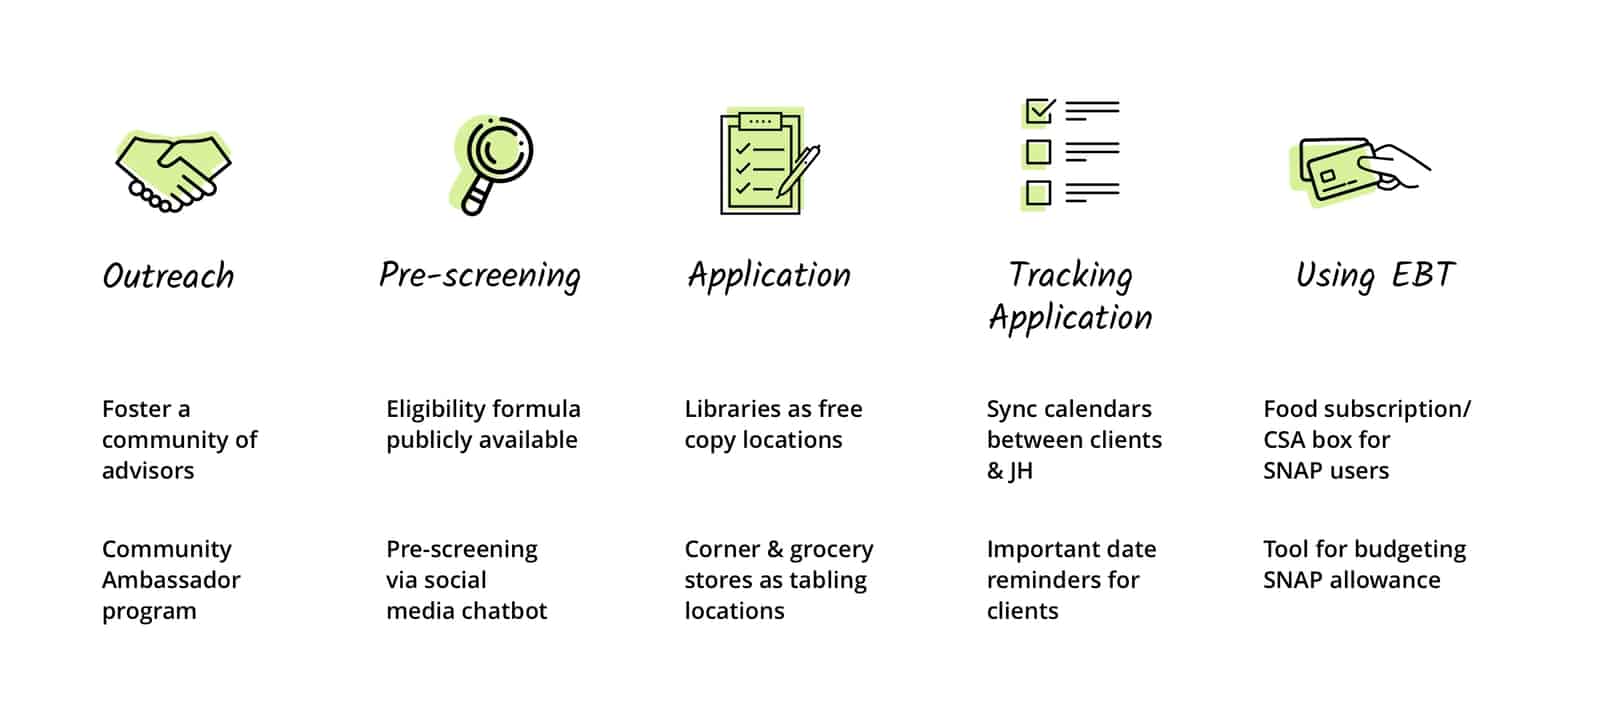 Outreach
Pre-screening
Application
Tracking
Application
Using EBT
Foster a
community of
advisors
Eligibility formula
publicly available
Libraries as free
copy locations
Sync calendars
between clients
& JH
Food subscription/
CSA box for
SNAP users
Community
Ambassador
program
Pre-screening
via social
media chatbot
Corner & grocery
stores as tabling
locations
Important date
reminders for
clients
Tool for budgeting
SNAP allowance